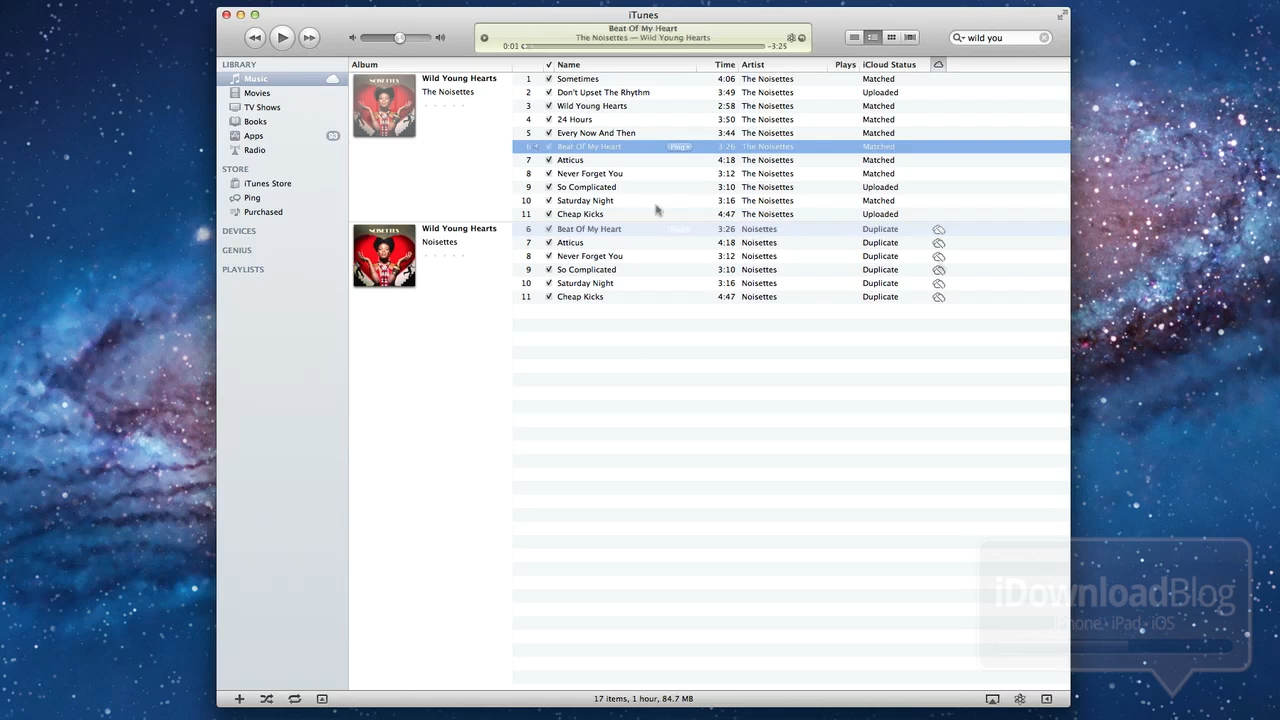 iTunes
Beat Of My Heart
The Noisettes — Wild Young Hearts
0:01 -3:25
wild you
LIBRARY
Music
Movies
TV Shows
Books
Apps 63
Radio
STORE
iTunes Store
Ping
Purchased
DEVICES
GENIUS
PLAYLISTS
Album ✓ Name Time Artist Plays iCloud Status
Wild Young Hearts
The Noisettes
1 ✓ Sometimes 4:06 The Noisettes Matched
2 ✓ Don't Upset The Rhythm 3:49 The Noisettes Uploaded
3 ✓ Wild Young Hearts 2:58 The Noisettes Matched
4 ✓ 24 Hours 3:50 The Noisettes Matched
5 ✓ Every Now And Then 3:44 The Noisettes Matched
6 ✓ Beat Of My Heart Ping 3:26 The Noisettes Matched
7 ✓ Atticus 4:18 The Noisettes Matched
8 ✓ Never Forget You 3:12 The Noisettes Matched
9 ✓ So Complicated 3:10 The Noisettes Uploaded
10 ✓ Saturday Night 3:16 The Noisettes Matched
11 ✓ Cheap Kicks 4:47 The Noisettes Uploaded
Wild Young Hearts
Noisettes
6 ✓ Beat Of My Heart 3:26 Noisettes Duplicate
7 ✓ Atticus 4:18 Noisettes Duplicate
8 ✓ Never Forget You 3:12 Noisettes Duplicate
9 ✓ So Complicated 3:10 Noisettes Duplicate
10 ✓ Saturday Night 3:16 Noisettes Duplicate
11 ✓ Cheap Kicks 4:47 Noisettes Duplicate
17 items, 1 hour, 84.7 MB
iDownloadBlog
iPhone • iPad • iOS